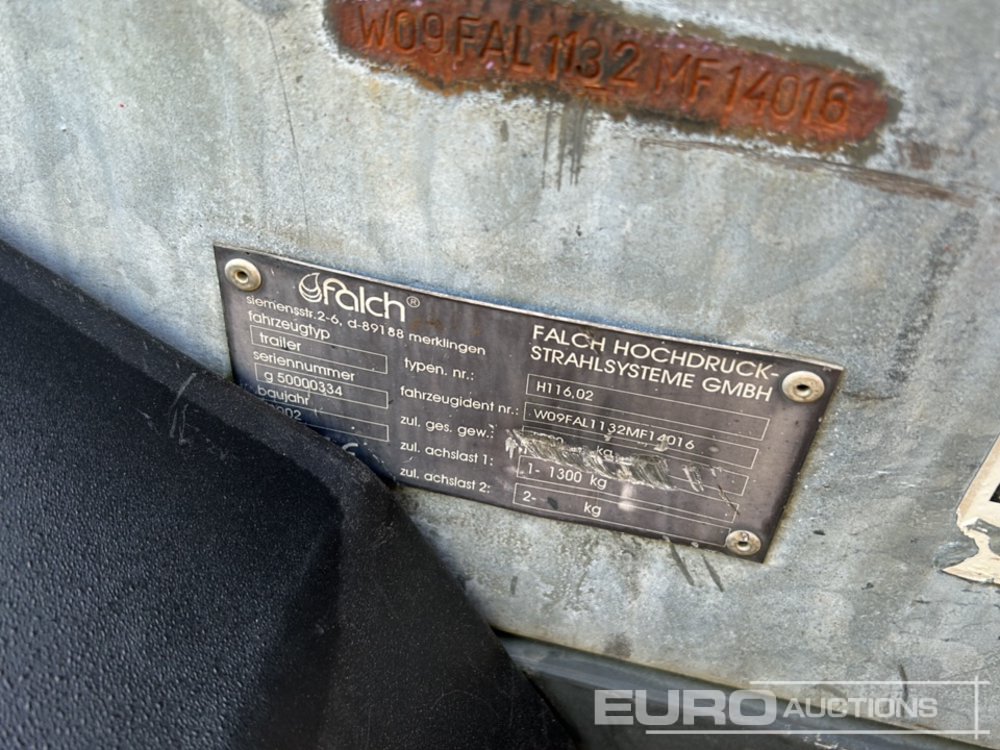 W09FAL1132MF14016
falch®
siemensstr.2-6, d-89188 merklingen
FALCH HOCHDRUCK-
STRAHLSYSTEME GMBH
fahrzeugtyp
trailer
seriennummer
g 50000334
baujahr
typen. nr.:
H116,02
fahrzeugident nr.:
W09FAL1132MF14016
zul. ges. gew.:
kg
zul. achslast 1:
1- 1300 kg
zul. achslast 2:
2- kg
EURO AUCTIONS